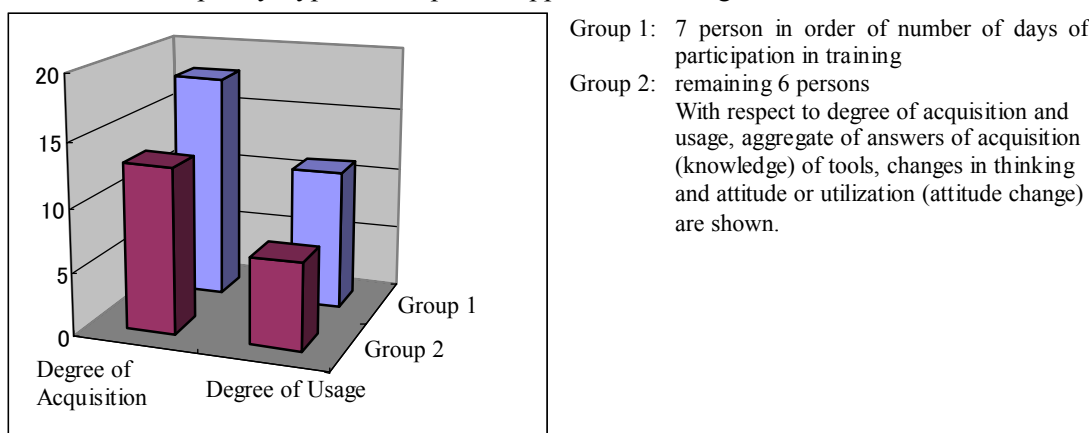 20
15
10
5
0
Degree of
Acquisition
Degree of Usage
Group 1
Group 2
Group 1: 7 person in order of number of days of
participation in training
Group 2: remaining 6 persons
With respect to degree of acquisition and
usage, aggregate of answers of acquisition
(knowledge) of tools, changes in thinking
and attitude or utilization (attitude change)
are shown.